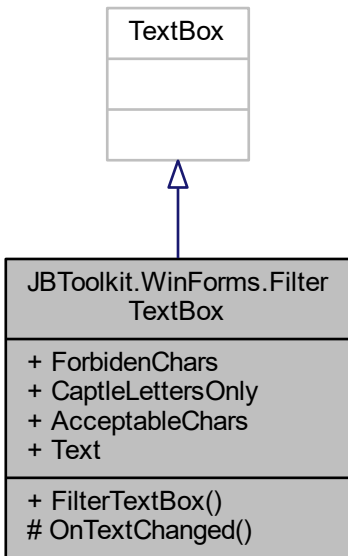 TextBox
JBToolkit.WinForms.Filter
TextBox
+ ForbidenChars
+ CaptleLettersOnly
+ AcceptableChars
+ Text
+ FilterTextBox()
# OnTextChanged()